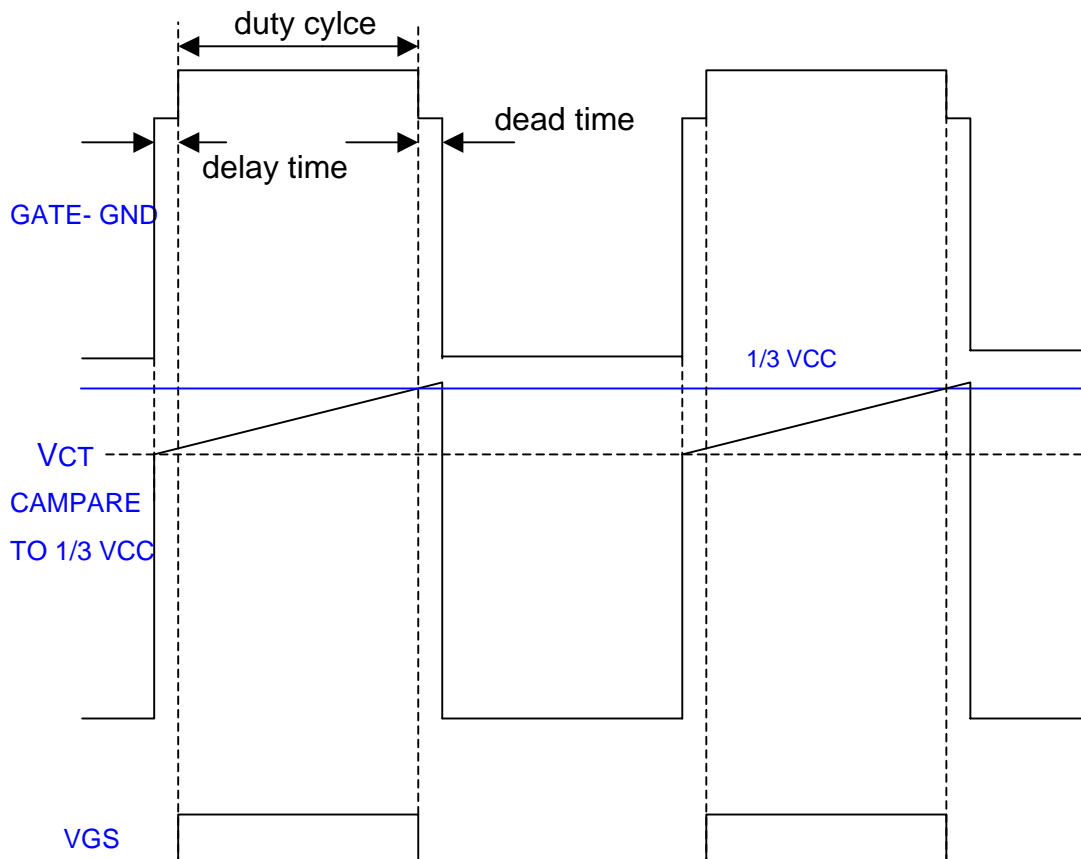 duty cylce
dead time
delay time
GATE- GND
1/3 VCC
VCT
CAMPARE
TO 1/3 VCC
VGS